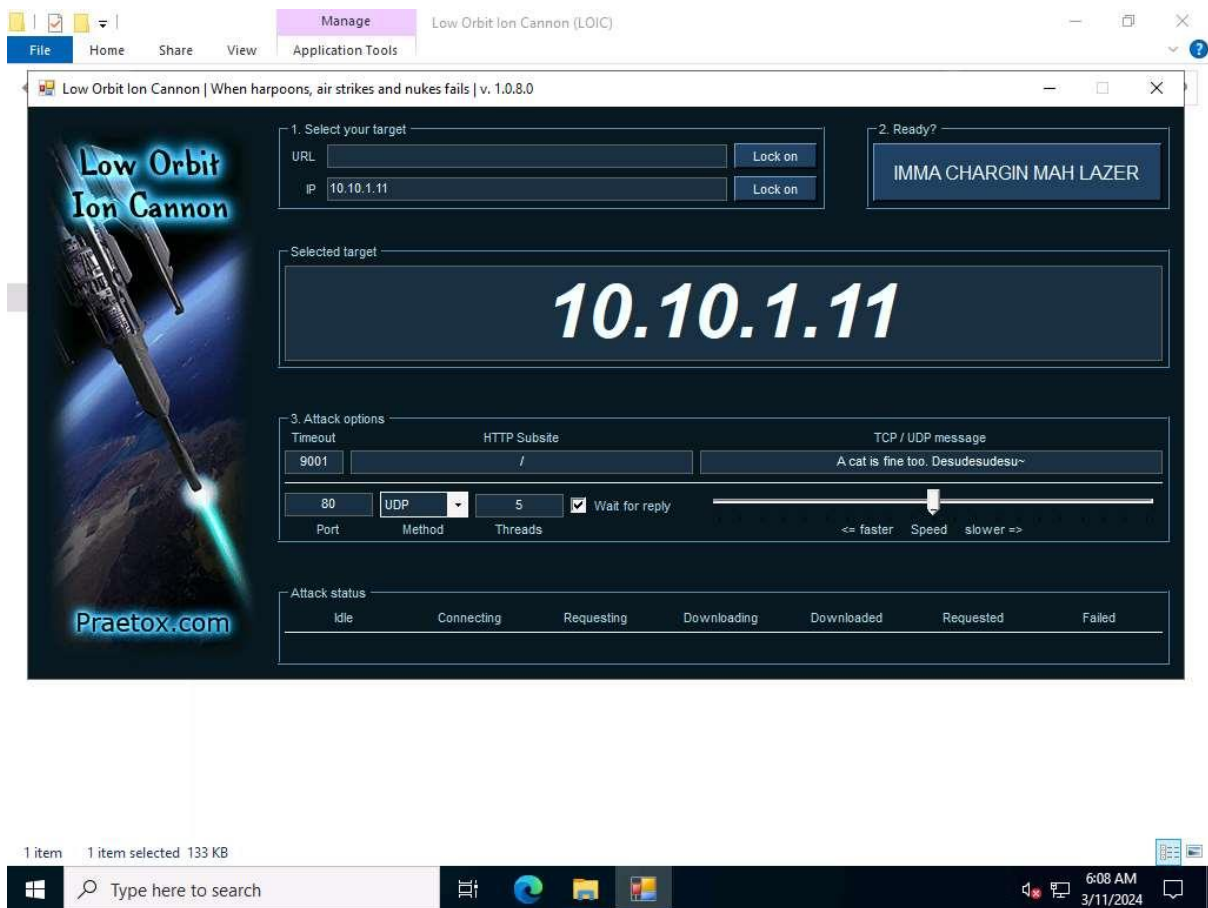 Manage
Low Orbit Ion Cannon (LOIC)
File Home Share View Application Tools
Low Orbit Ion Cannon | When harpoons, air strikes and nukes fails | v. 1.0.8.0
Low Orbit
Ion Cannon
1. Select your target
URL Lock on
IP 10.10.1.11 Lock on
2. Ready?
IMMA CHARGIN MAH LAZER
Selected target
10.10.1.11
3. Attack options
Timeout HTTP Subsite TCP / UDP message
9001 / A cat is fine too. Desudesudesu~
80 UDP 5 Wait for reply
Port Method Threads <= faster Speed slower =>
Attack status
Idle Connecting Requesting Downloading Downloaded Requested Failed
Praetox.com
1 item 1 item selected 133 KB
Type here to search
6:08 AM
3/11/2024